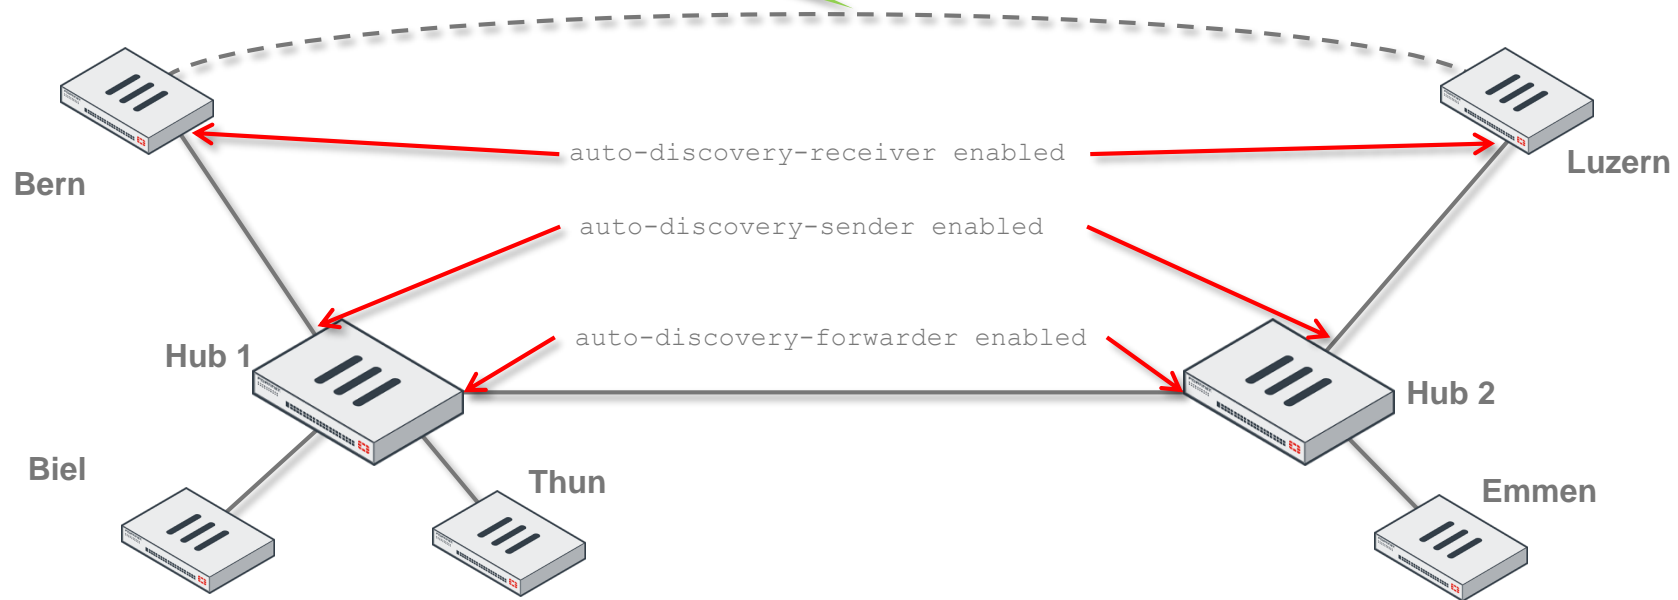 auto-discovery-receiver enabled
Bern
Luzern
auto-discovery-sender enabled
auto-discovery-forwarder enabled
Hub 1
Hub 2
Biel
Thun
Emmen